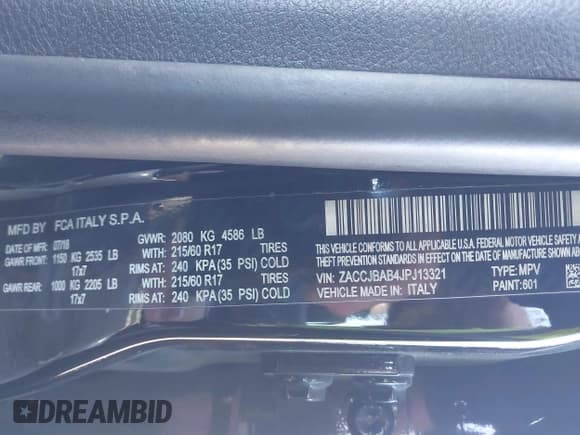 MFD BY FCA ITALY S.P.A.
DATE OF MFR: 07/18 GVWR: 2080 KG 4586 LB
GAWR FRONT: 1150 KG 2535 LB 215/60 R17 TIRES
17x7 RIMS AT: 240 KPA (35 PSI) COLD
GAWR REAR: 1000 KG 2205 LB 215/60 R17 TIRES
17x7 RIMS AT: 240 KPA (35 PSI) COLD
THIS VEHICLE CONFORMS TO ALL APPLICABLE
FEDERAL MOTOR VEHICLE SAFETY, BUMPER, AND
THEFT PREVENTION STANDARDS IN EFFECT ON THE DATE OF MANUFACTURE SHOWN ABOVE
VIN: ZACCJBAB4JPJ13321 TYPE: MPV
VEHICLE MADE IN: ITALY PAINT: 601
DREAMBID